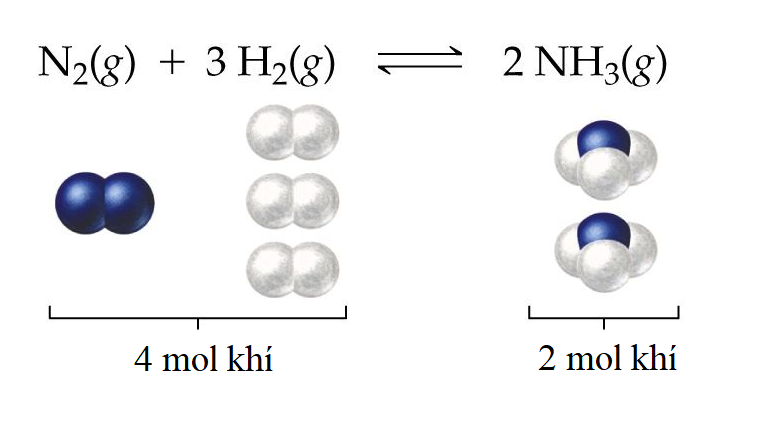 N₂(g) + 3 H₂(g) ⇌ 2 NH₃(g)
4 mol khí 2 mol khí